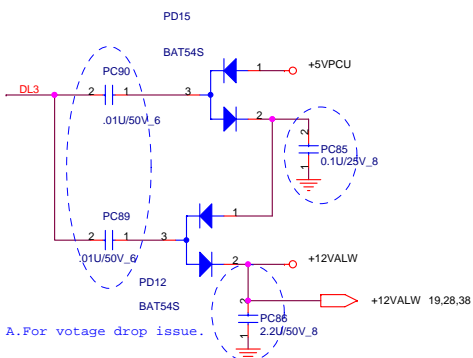 PD15
BAT54S
PC90
DL3
2
1
3
1
+5VPCU
2
.01U/50V_6
2
PC85
0.1U/25V_8
1
PC89
2
1
3
1
.01U/50V_6
2
+12VALW
PD12
BAT54S
+12VALW 19,28,38
2
PC86
2.2U/50V_8
1
A.For votage drop issue.